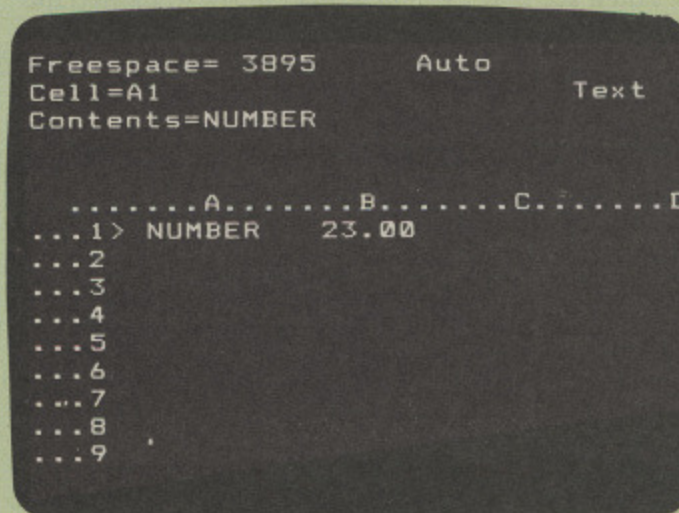 Freespace= 3895 Auto
Cell=A1 Text
Contents=NUMBER
.......A.......B.......C.......D
...1> NUMBER 23.00
...2
...3
...4
...5
...6
...7
...8
...9